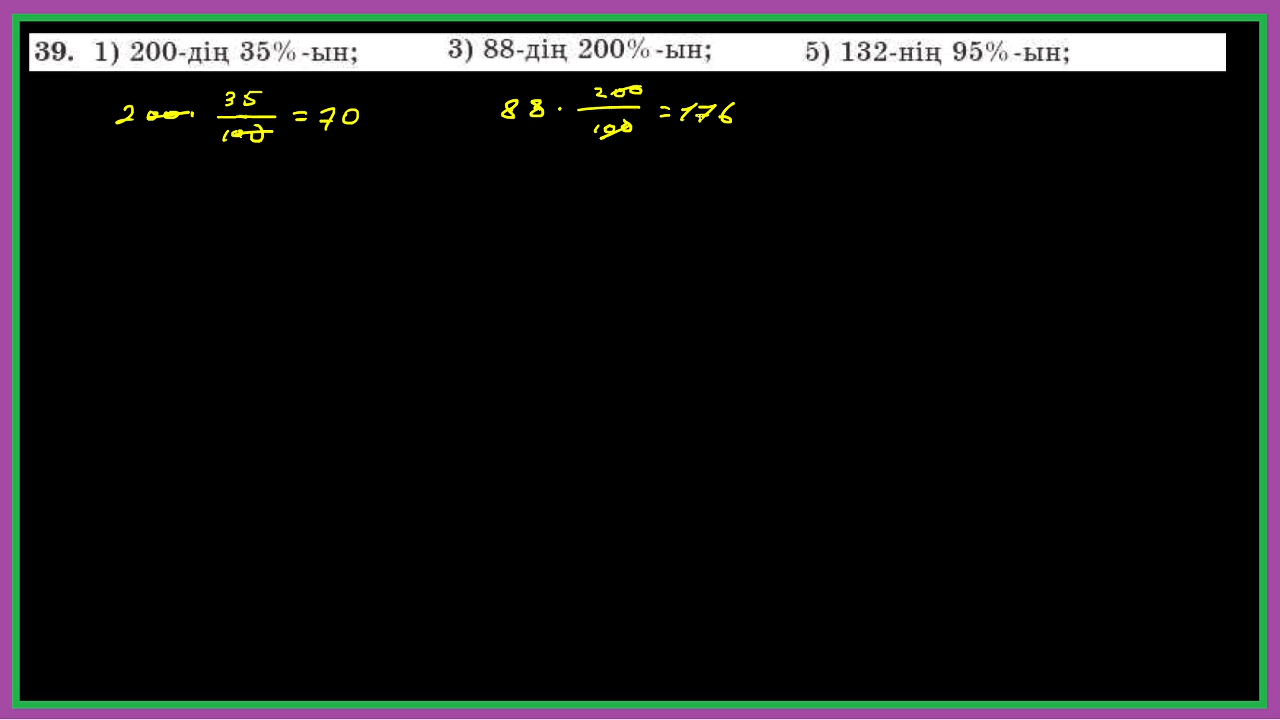 39. 1) 200-дің 35%-ын; 3) 88-дің 200%-ын; 5) 132-нің 95%-ын;
200 · 35/100 = 70 88 · 200/100 = 176